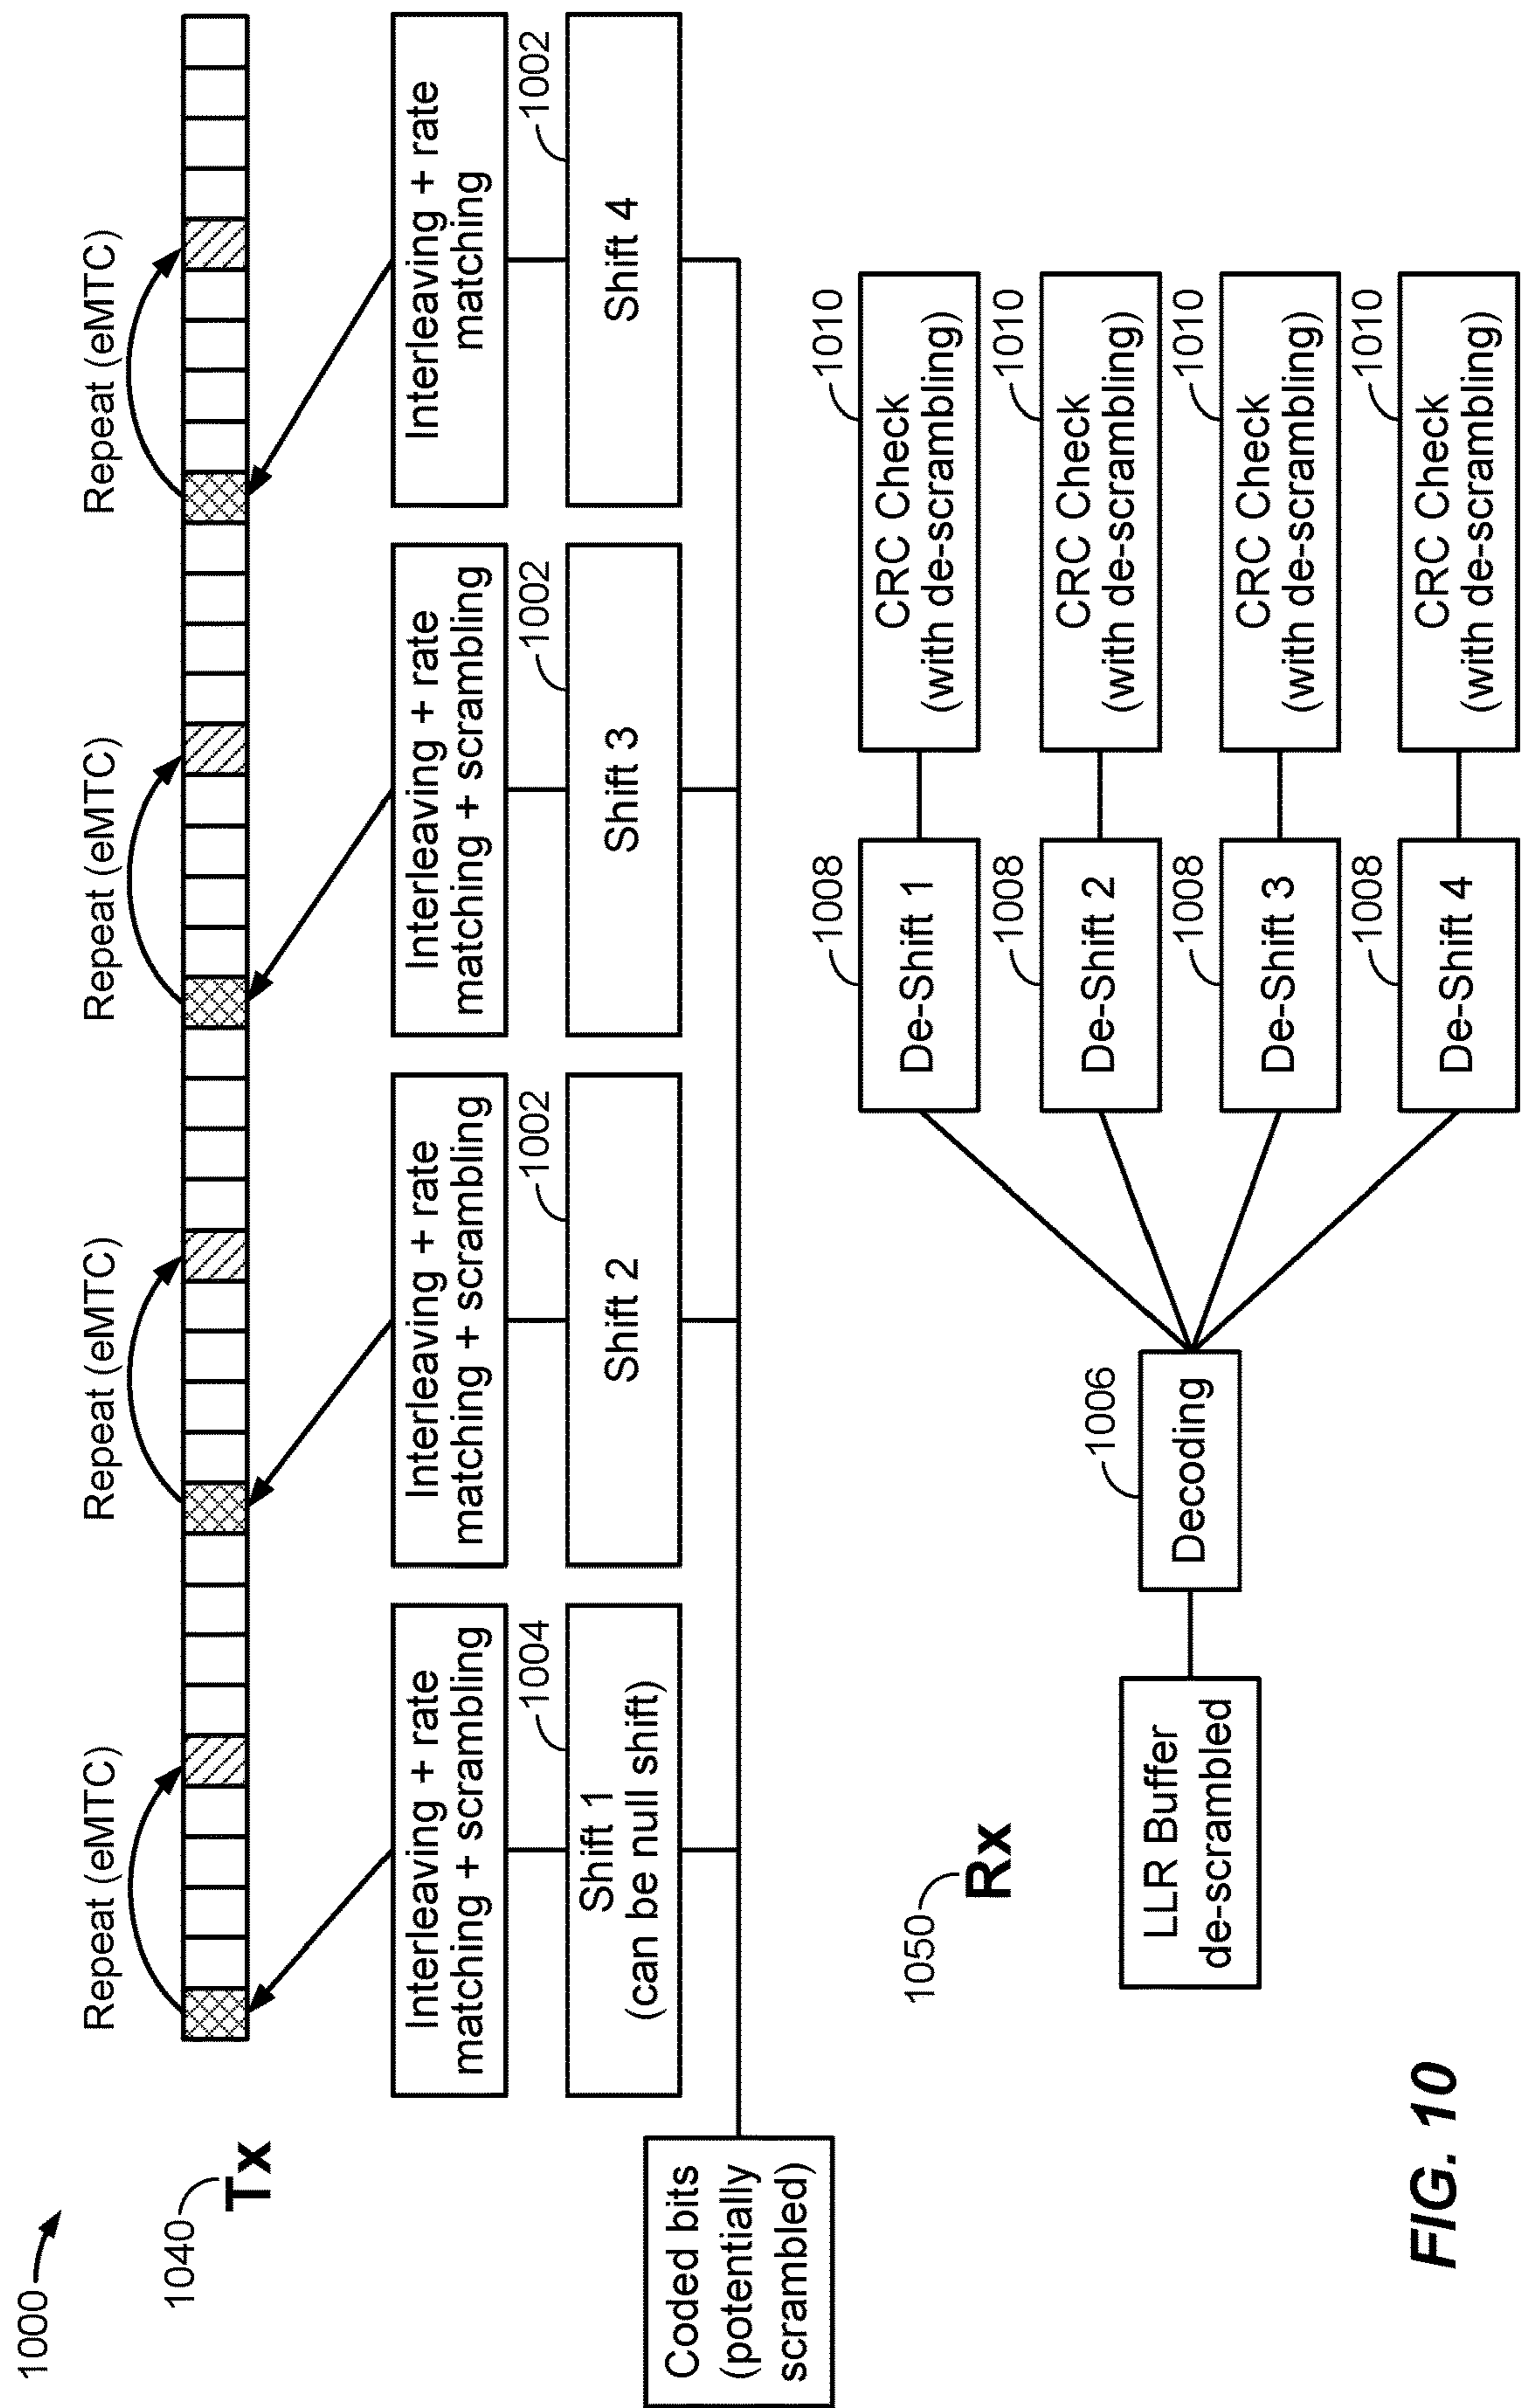 1000
1040
Tx
Repeat (eMTC)
Repeat (eMTC)
Repeat (eMTC)
Repeat (eMTC)
Interleaving + rate
matching + scrambling
Interleaving + rate
matching + scrambling
Interleaving + rate
matching + scrambling
Interleaving + rate
matching
1004
1002
1002
1002
Shift 1
(can be null shift)
Shift 2
Shift 3
Shift 4
Coded bits
(potentially
scrambled)
1050
Rx
LLR Buffer
de-scrambled
1006
Decoding
1008
De-Shift 1
1010
CRC Check
(with de-scrambling)
1008
De-Shift 2
1010
CRC Check
(with de-scrambling)
1008
De-Shift 3
1010
CRC Check
(with de-scrambling)
1008
De-Shift 4
1010
CRC Check
(with de-scrambling)
FIG. 10